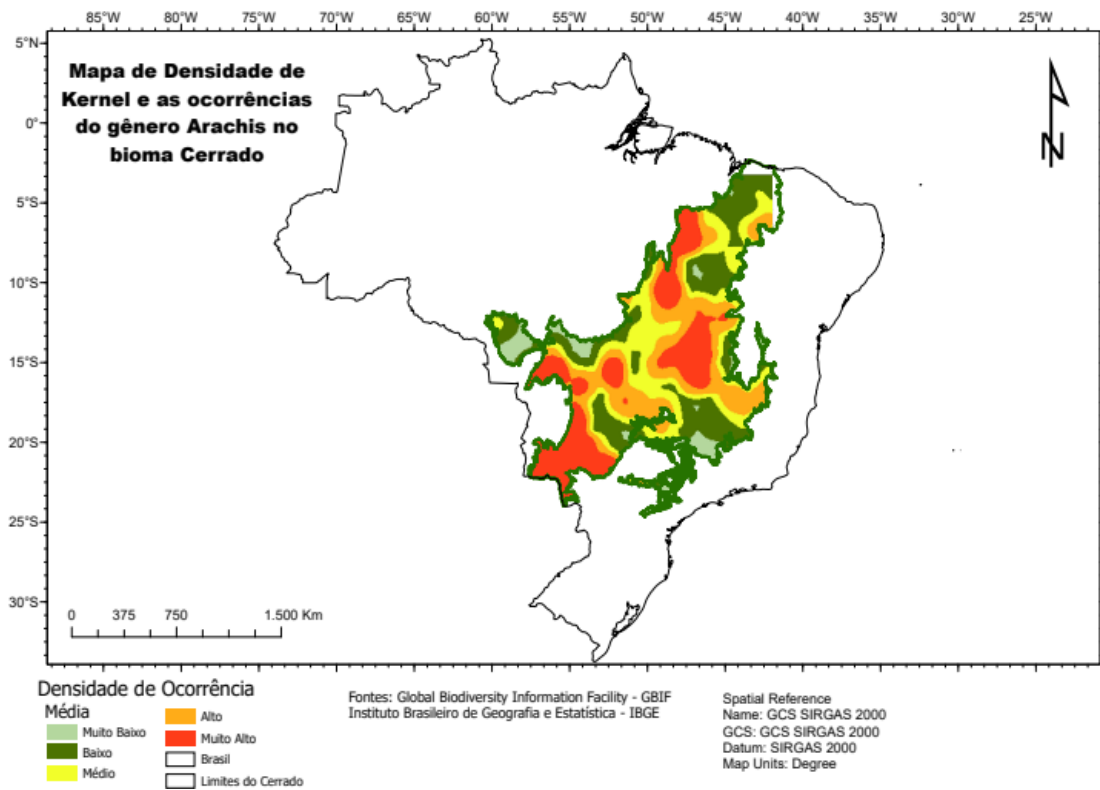 85°W 80°W 75°W 70°W 65°W 60°W 55°W 50°W 45°W 40°W 35°W 30°W 25°W
5°N
0°
5°S
10°S
15°S
20°S
25°S
30°S
Mapa de Densidade de
Kernel e as ocorrências
do gênero Arachis no
bioma Cerrado
N
0 375 750 1.500 Km
Densidade de Ocorrência
Média
Muito Baixo
Baixo
Médio
Alto
Muito Alto
Brasil
Limites do Cerrado
Fontes: Global Biodiversity Information Facility - GBIF
Instituto Brasileiro de Geografia e Estatística - IBGE
Spatial Reference
Name: GCS SIRGAS 2000
GCS: GCS SIRGAS 2000
Datum: SIRGAS 2000
Map Units: Degree